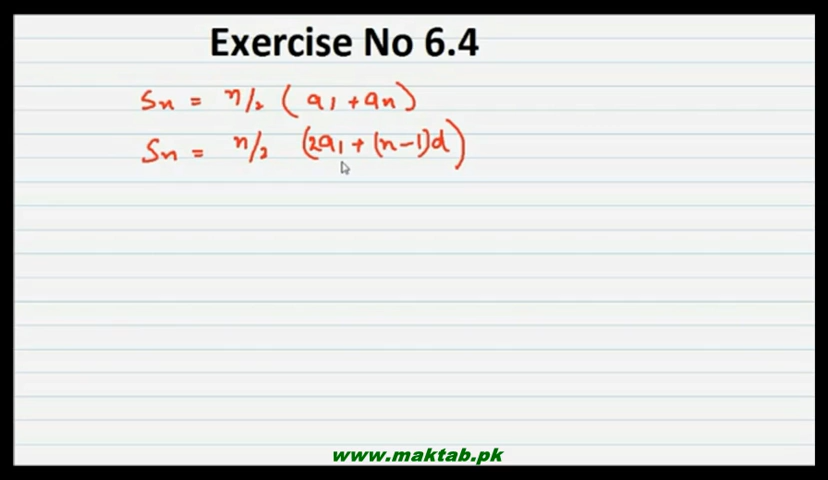 Exercise No 6.4
Sn = n/2 ( a1 + an )
Sn = n/2 (2a1 + (n-1)d)
www.maktab.pk